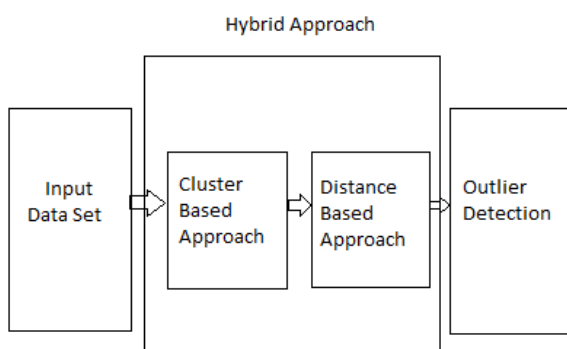 Hybrid Approach
Input
Data Set
Cluster
Based
Approach
Distance
Based
Approach
Outlier
Detection